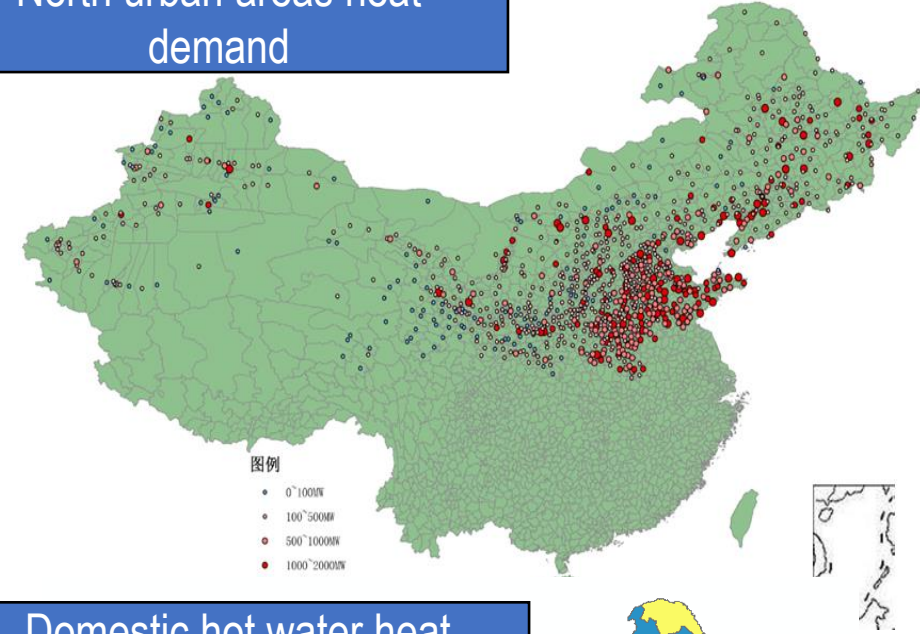 North urban areas heat
demand
图例
0~100MW
100~500MW
500~1000MW
1000~2000MW
Domestic hot water heat